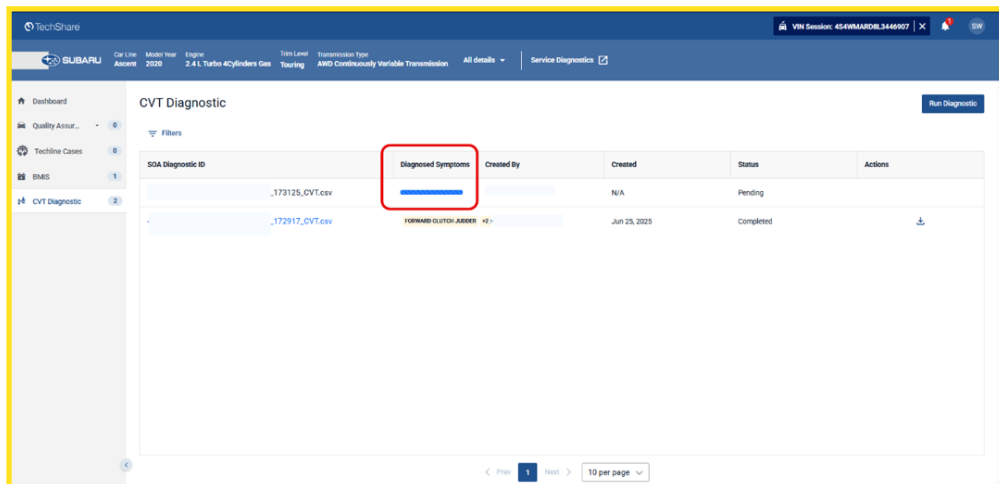 TechShare
VIN Session: 4S4WMARD8L3446907
SW
SUBARU
Car Line Model Year Engine Trim Level Transmission Type
Ascent 2020 2.4 L Turbo 4Cylinders Gas Touring AWD Continuously Variable Transmission
All details
Service Diagnostics
Dashboard
Quality Assur... 0
Techline Cases 0
BMIS 1
CVT Diagnostic 2
CVT Diagnostic
Run Diagnostic
Filters
SOA Diagnostic ID Diagnosed Symptoms Created By Created Status Actions
_173125_CVT.csv N/A Pending
_172917_CVT.csv FORWARD CLUTCH JUDDER +2 Jun 25, 2025 Completed
< Prev 1 Next > 10 per page